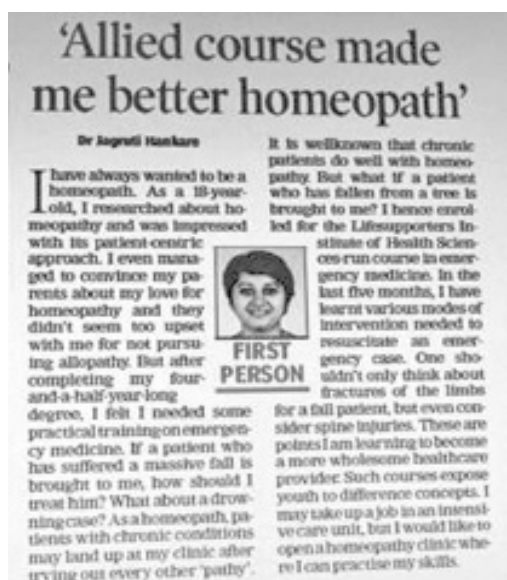 ‘Allied course made
me better homeopath’
Dr Jagruti Hankare
I have always wanted to be a
homeopath. As a 18-year-
old, I researched about ho-
meopathy and was impressed
with its patient-centric
approach. I even mana-
ged to convince my pa-
rents about my love for
homeopathy and they
didn't seem too upset
with me for not pursu-
ing allopathy. But after
completing my four-
and-a-half-year-long
degree, I felt I needed some
practical training on emergen-
cy medicine. If a patient who
has suffered a massive fall is
brought to me, how should I
treat him? What about a drow-
ning case? As a homeopath, pa-
tients with chronic conditions
may land up at my clinic after
trying out every other 'pathy'.
FIRST
PERSON
It is wellknown that chronic
patients do well with homeo-
pathy. But what if a patient
who has fallen from a tree is
brought to me? I hence enrol-
led for the Lifesupporters In-
stitute of Health Scien-
ces-run course in emer-
gency medicine. In the
last five months, I have
learnt various modes of
intervention needed to
resuscitate an emer-
gency case. One sho-
uldn't only think about
fractures of the limbs
for a fall patient, but even con-
sider spine injuries. These are
points I am learning to become
a more wholesome healthcare
provider. Such courses expose
youth to difference concepts. I
may take up a job in an intensi-
ve care unit, but I would like to
open a homeopathy clinic whe-
re I can practise my skills.